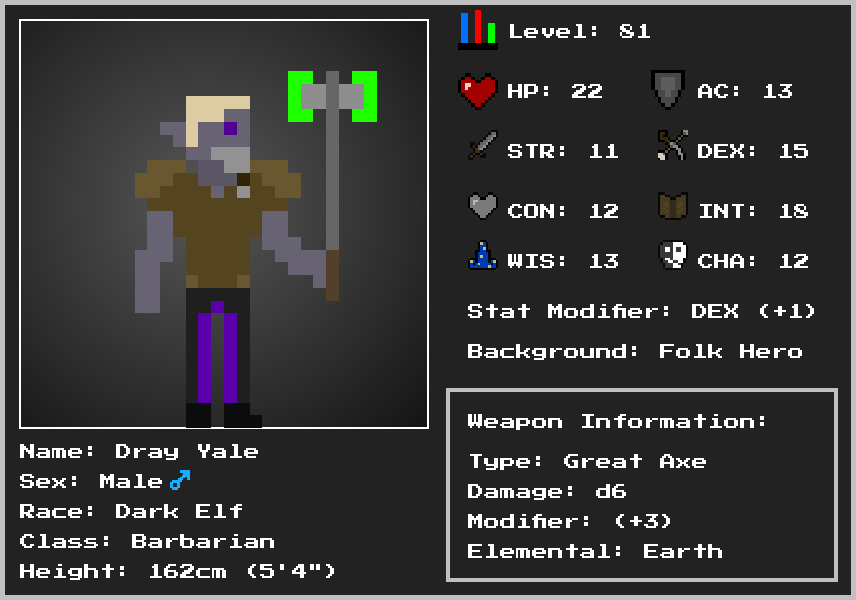 Level: 81
HP: 22
AC: 13
STR: 11
DEX: 15
CON: 12
INT: 18
WIS: 13
CHA: 12
Stat Modifier: DEX (+1)
Background: Folk Hero
Weapon Information:
Type: Great Axe
Damage: d6
Modifier: (+3)
Elemental: Earth
Name: Dray Yale
Sex: Male♂
Race: Dark Elf
Class: Barbarian
Height: 162cm (5'4")